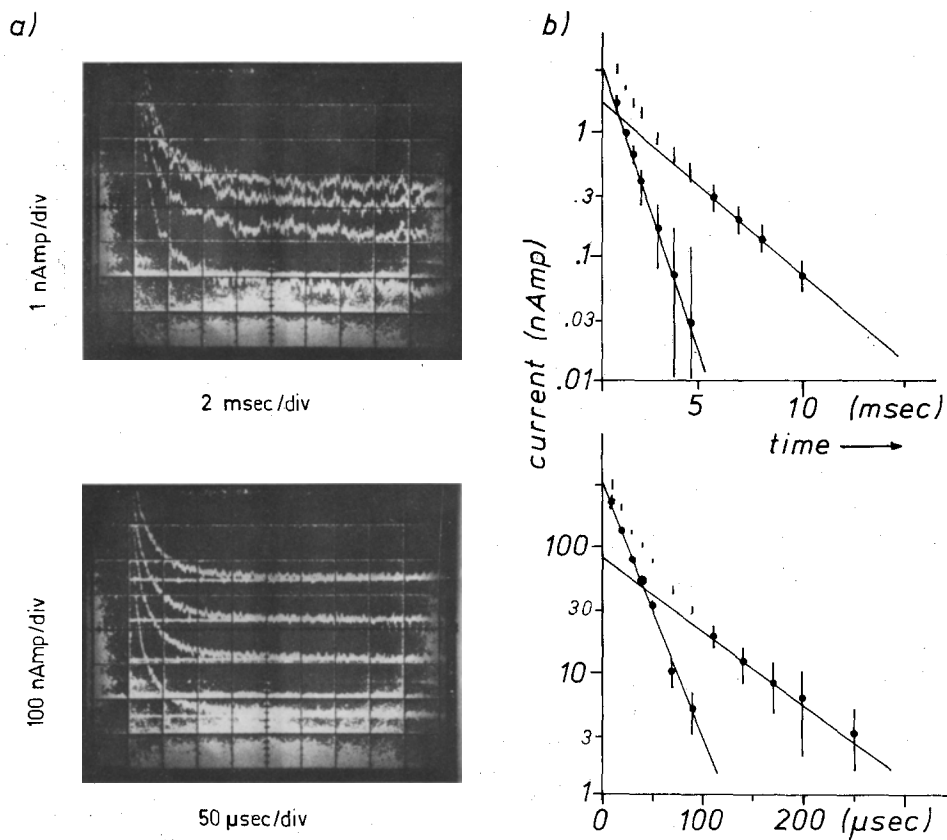 a)
1 nAmp/div
2 msec/div
100 nAmp/div
50 µsec/div
b)
current (nAmp)
1
.3
.1
.03
.01
5
10
(msec)
time
100
30
10
3
1
0
100
200
(µsec)